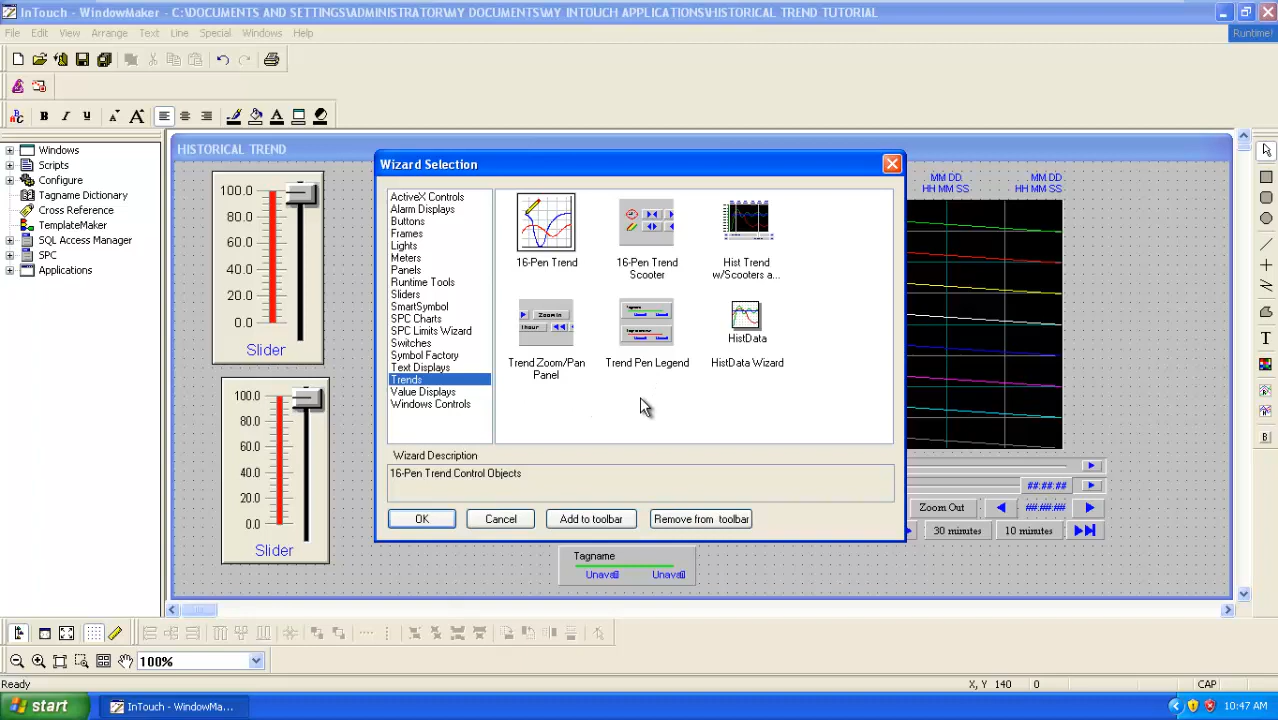 InTouch - WindowMaker - C:\DOCUMENTS AND SETTINGS\ADMINISTRATOR\MY DOCUMENTS\MY INTOUCH APPLICATIONS\HISTORICAL TREND TUTORIAL
File Edit View Arrange Text Line Special Windows Help
Runtime!
Windows
Scripts
Configure
Tagname Dictionary
Cross Reference
TemplateMaker
SQL Access Manager
SPC
Applications
HISTORICAL TREND
100.0
80.0
60.0
40.0
20.0
0.0
Slider
100.0
80.0
60.0
40.0
20.0
0.0
Slider
Wizard Selection
ActiveX Controls
Alarm Displays
Buttons
Frames
Lights
Meters
Panels
Runtime Tools
Sliders
SmartSymbol
SPC Charts
SPC Limits Wizard
Switches
Symbol Factory
Text Displays
Trends
Value Displays
Windows Controls
16-Pen Trend
16-Pen Trend
Scooter
Hist Trend
w/Scooters a...
Zoom In
1 hour
HistData
Trend Zoom/Pan
Panel
Trend Pen Legend
HistData Wizard
Wizard Description
16-Pen Trend Control Objects
OK Cancel Add to toolbar Remove from toolbar
MM DD MM DD
HH MM SS HH MM SS
##:##:##
Zoom Out ##:##:##
30 minutes 10 minutes
Tagname
100%
Ready X, Y 140 0 CAP
start InTouch - WindowMa... 10:47 AM